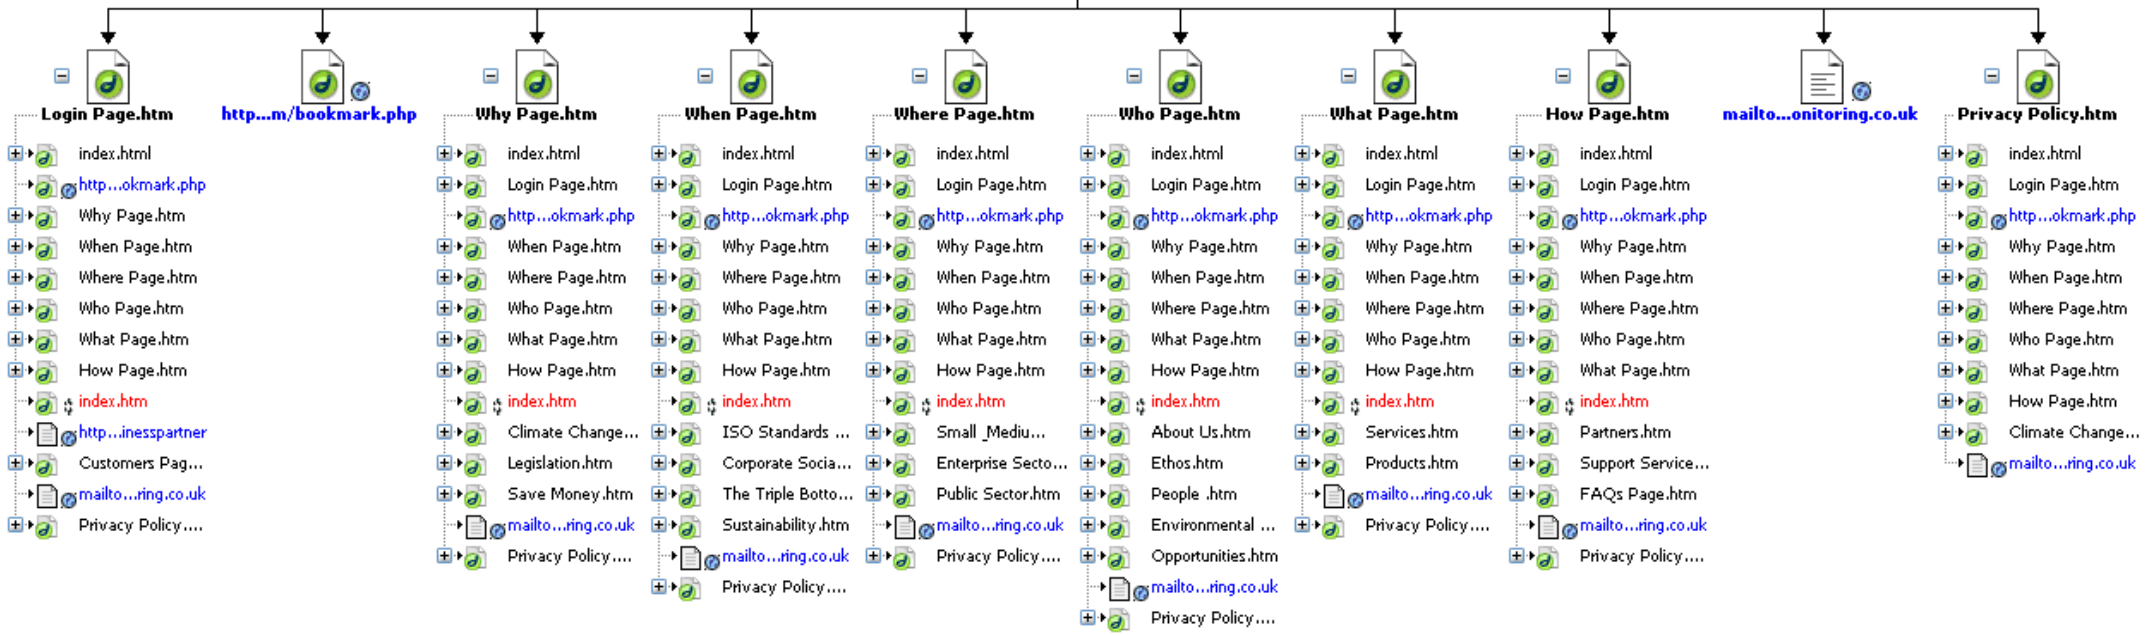 Login Page.htm
index.html
http...okmark.php
Why Page.htm
When Page.htm
Where Page.htm
Who Page.htm
What Page.htm
How Page.htm
index.htm
http...inesspartner
Customers Pag...
mailto...ring.co.uk
Privacy Policy....
http...m/bookmark.php
Why Page.htm
index.html
Login Page.htm
http...okmark.php
When Page.htm
Where Page.htm
Who Page.htm
What Page.htm
How Page.htm
index.htm
Climate Change...
Legislation.htm
Save Money.htm
mailto...ring.co.uk
Privacy Policy....
When Page.htm
index.html
Login Page.htm
http...okmark.php
Why Page.htm
Where Page.htm
Who Page.htm
What Page.htm
How Page.htm
index.htm
ISO Standards ...
Corporate Socia...
The Triple Botto...
Sustainability.htm
mailto...ring.co.uk
Privacy Policy....
Where Page.htm
index.html
Login Page.htm
http...okmark.php
Why Page.htm
When Page.htm
Who Page.htm
What Page.htm
How Page.htm
index.htm
Small _Mediu...
Enterprise Secto...
Public Sector.htm
mailto...ring.co.uk
Privacy Policy....
Who Page.htm
index.html
Login Page.htm
http...okmark.php
Why Page.htm
When Page.htm
Where Page.htm
What Page.htm
How Page.htm
index.htm
About Us.htm
Ethos.htm
People .htm
Environmental ...
Opportunities.htm
mailto...ring.co.uk
Privacy Policy....
What Page.htm
index.html
Login Page.htm
http...okmark.php
Why Page.htm
When Page.htm
Where Page.htm
Who Page.htm
How Page.htm
index.htm
Services.htm
Products.htm
mailto...ring.co.uk
Privacy Policy....
How Page.htm
index.html
Login Page.htm
http...okmark.php
Why Page.htm
When Page.htm
Where Page.htm
Who Page.htm
What Page.htm
index.htm
Partners.htm
Support Service...
FAQs Page.htm
mailto...ring.co.uk
Privacy Policy....
mailto...onitoring.co.uk
Privacy Policy.htm
index.html
Login Page.htm
http...okmark.php
Why Page.htm
When Page.htm
Where Page.htm
Who Page.htm
What Page.htm
How Page.htm
Climate Change...
mailto...ring.co.uk